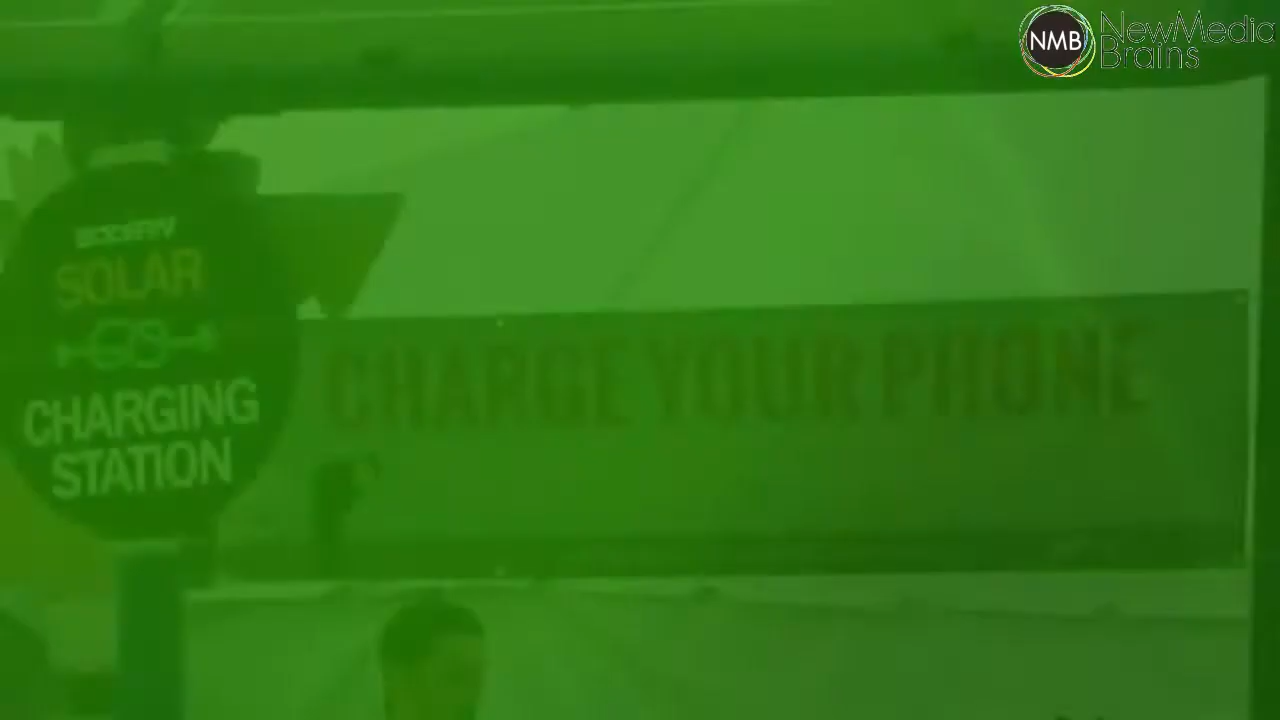 NMB
NewMedia
Brains
SOLAR
CHARGING
STATION
CHARGE YOUR PHONE